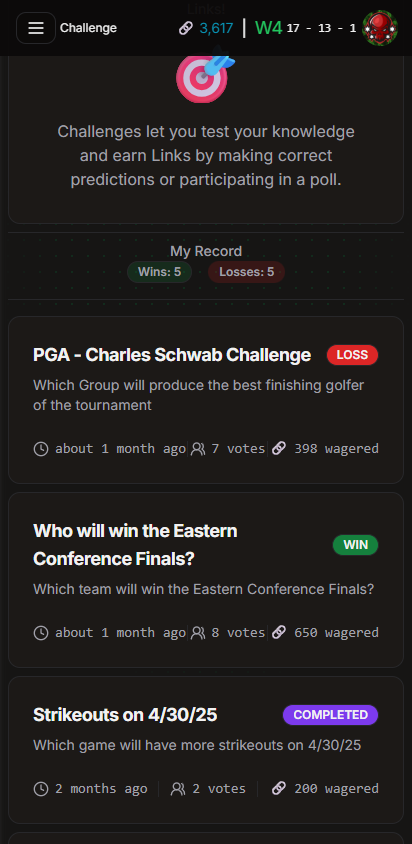 Links!
Challenge
3,617 | W4 17 - 13 - 1
Challenges let you test your knowledge
and earn Links by making correct
predictions or participating in a poll.
My Record
Wins: 5 Losses: 5
PGA - Charles Schwab Challenge LOSS
Which Group will produce the best finishing golfer
of the tournament
about 1 month ago 7 votes 398 wagered
Who will win the Eastern
Conference Finals? WIN
Which team will win the Eastern Conference Finals?
about 1 month ago 8 votes 650 wagered
Strikeouts on 4/30/25 COMPLETED
Which game will have more strikeouts on 4/30/25
2 months ago 2 votes 200 wagered